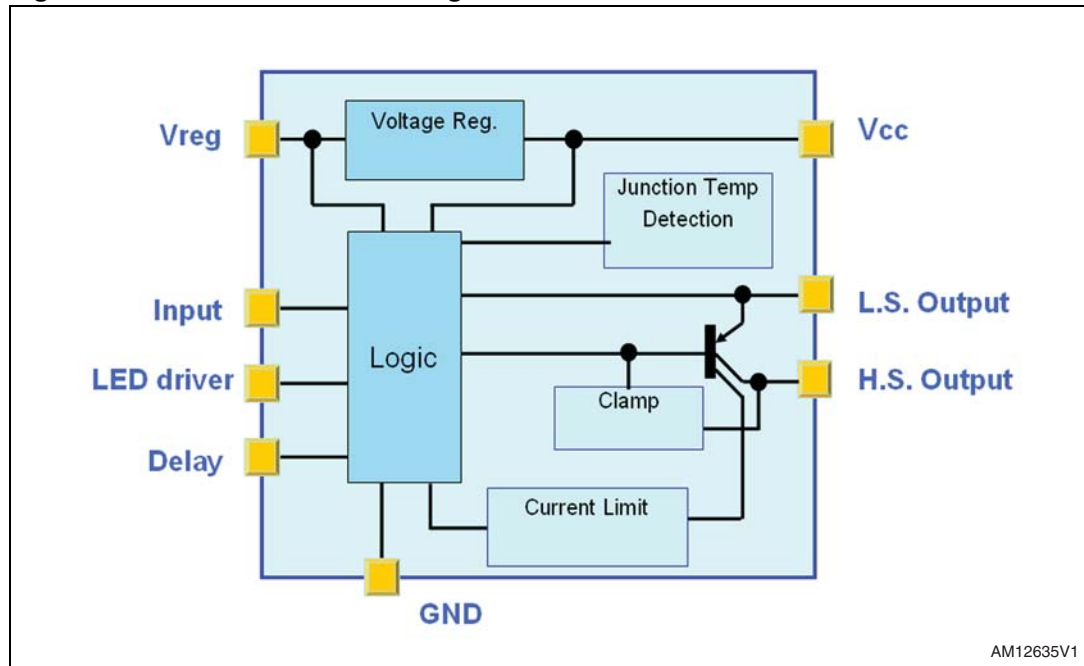 Vreg
Voltage Reg.
Vcc
Junction Temp
Detection
Input
Logic
L.S. Output
LED driver
H.S. Output
Clamp
Delay
Current Limit
GND
AM12635V1